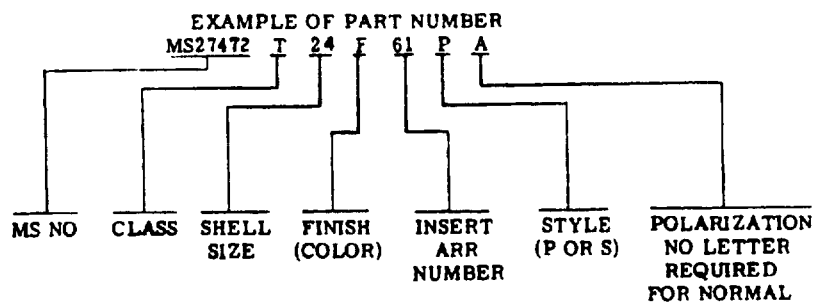 EXAMPLE OF PART NUMBER
MS27472 T 24 F 61 P A
MS NO CLASS SHELL FINISH INSERT STYLE POLARIZATION
SIZE (COLOR) ARR (P OR S) NO LETTER
NUMBER REQUIRED
FOR NORMAL